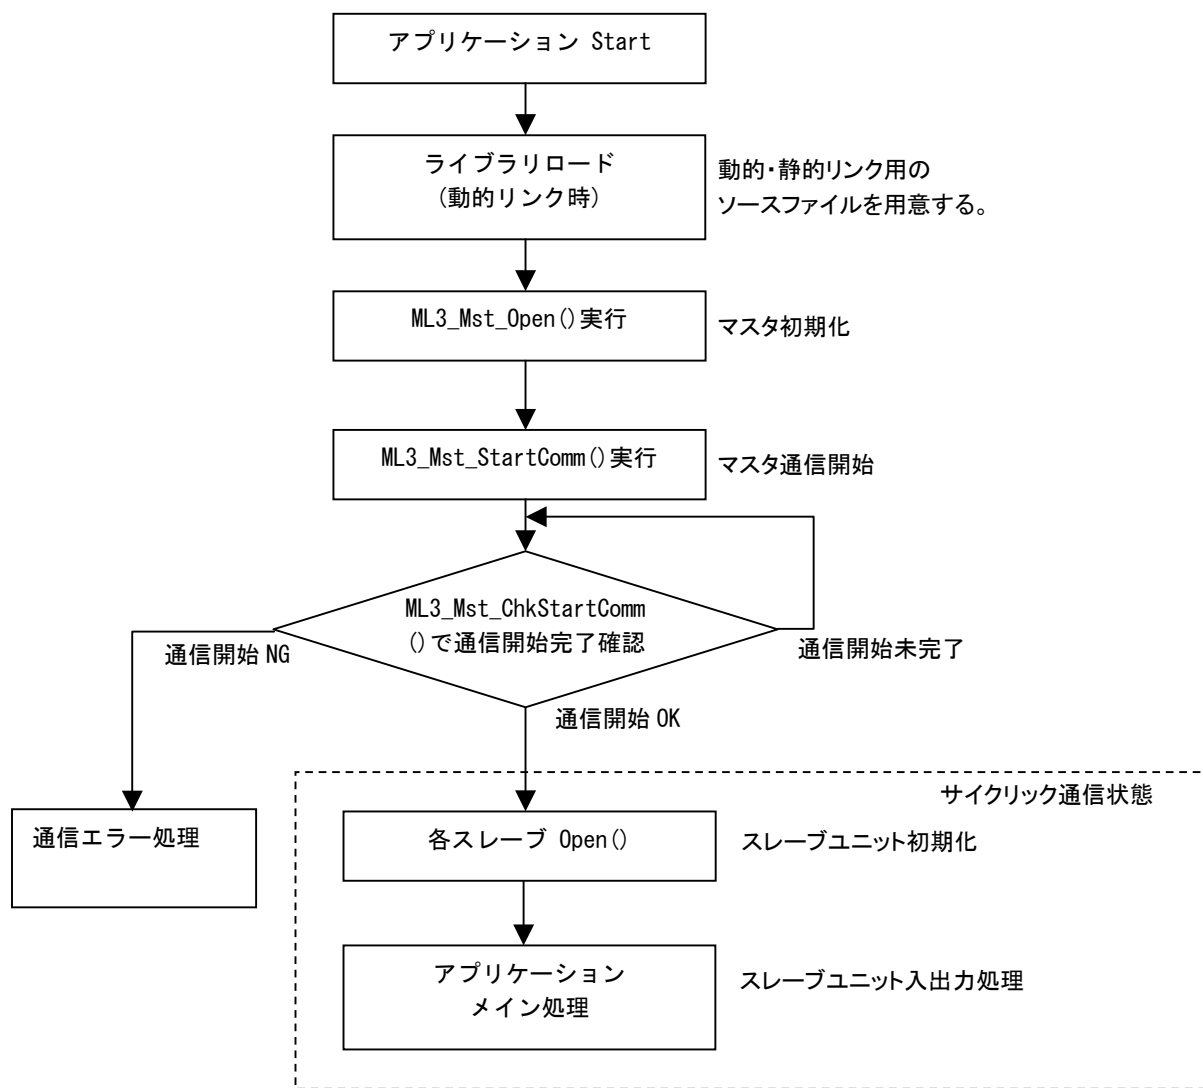 アプリケーション Start
ライブラリロード
(動的リンク時)
動的・静的リンク用の
ソースファイルを用意する。
ML3_Mst_Open()実行
マスタ初期化
ML3_Mst_StartComm()実行
マスタ通信開始
ML3_Mst_ChkStartComm
()で通信開始完了確認
通信開始 NG
通信開始未完了
通信開始 OK
サイクリック通信状態
通信エラー処理
各スレーブ Open()
スレーブユニット初期化
アプリケーション
メイン処理
スレーブユニット入出力処理